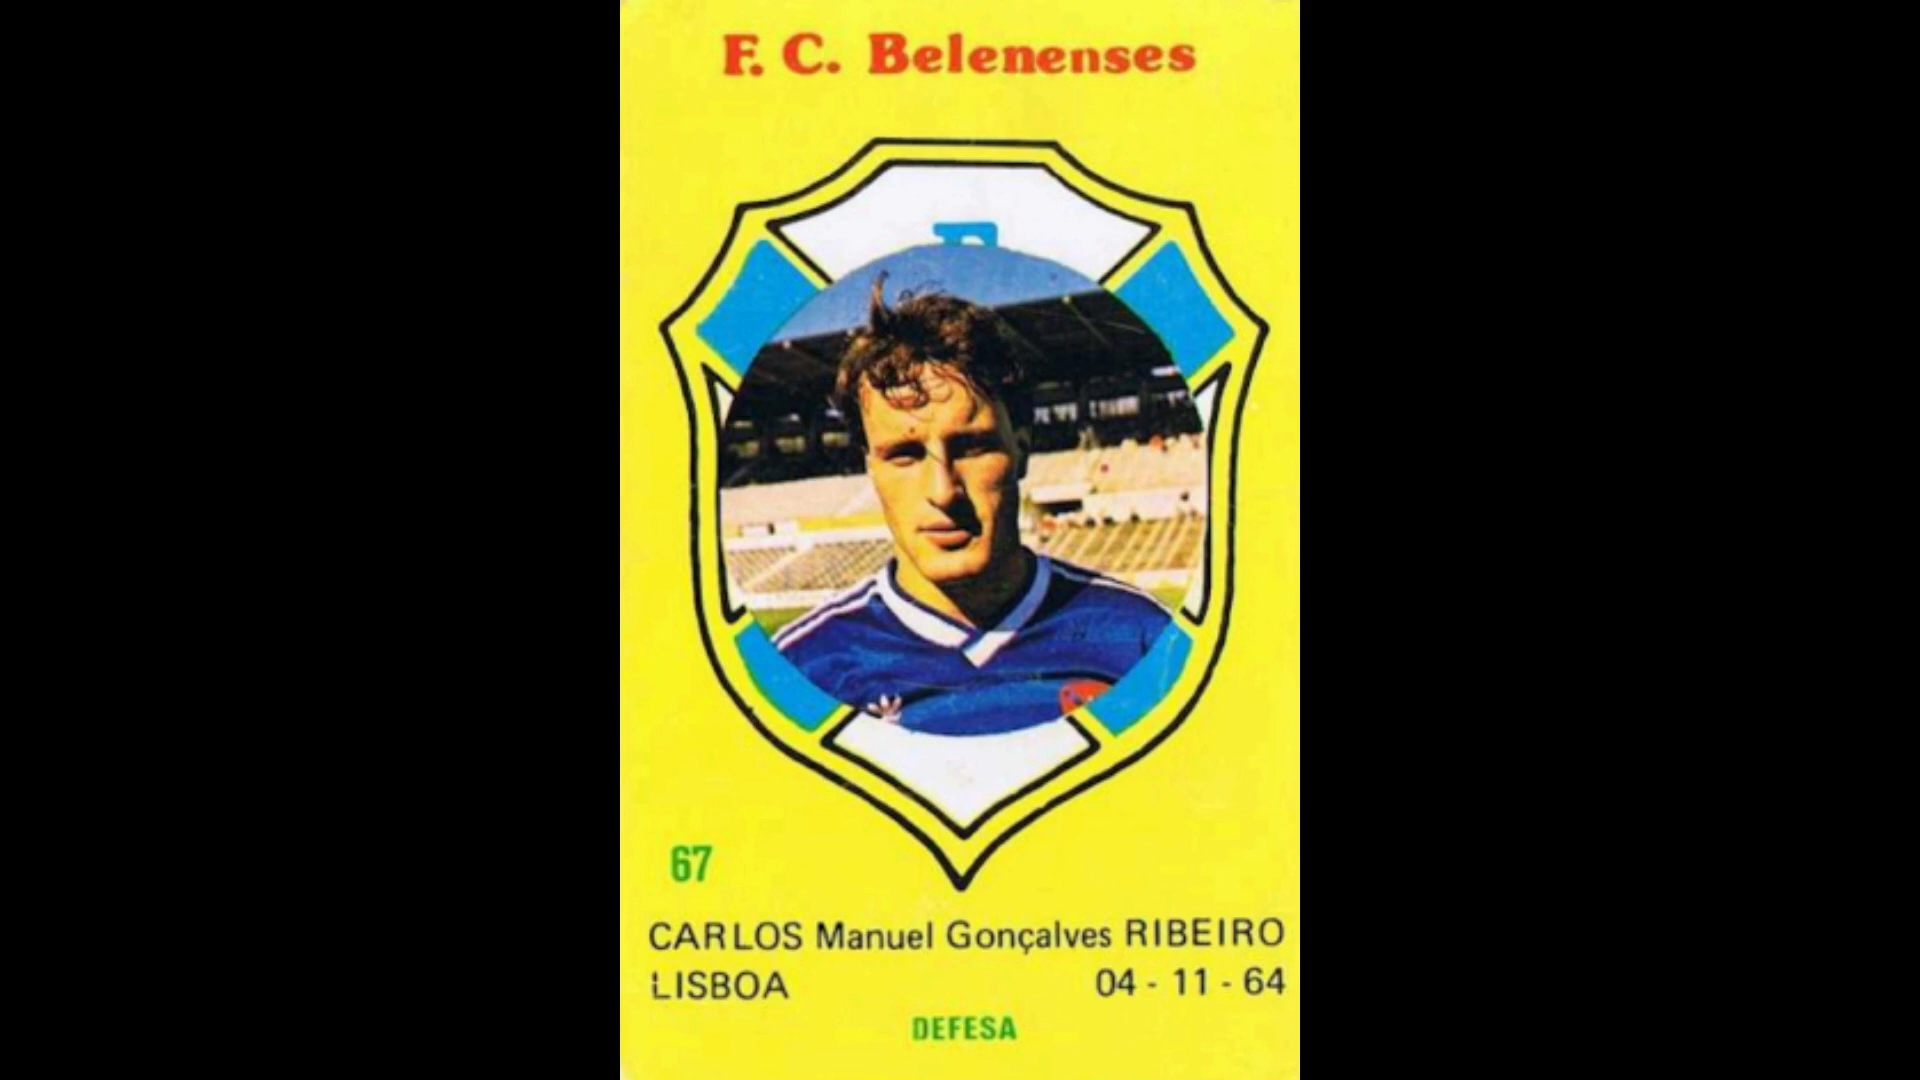 F. C. Belenenses
67
CARLOS Manuel Gonçalves RIBEIRO
LISBOA 04 - 11 - 64
DEFESA